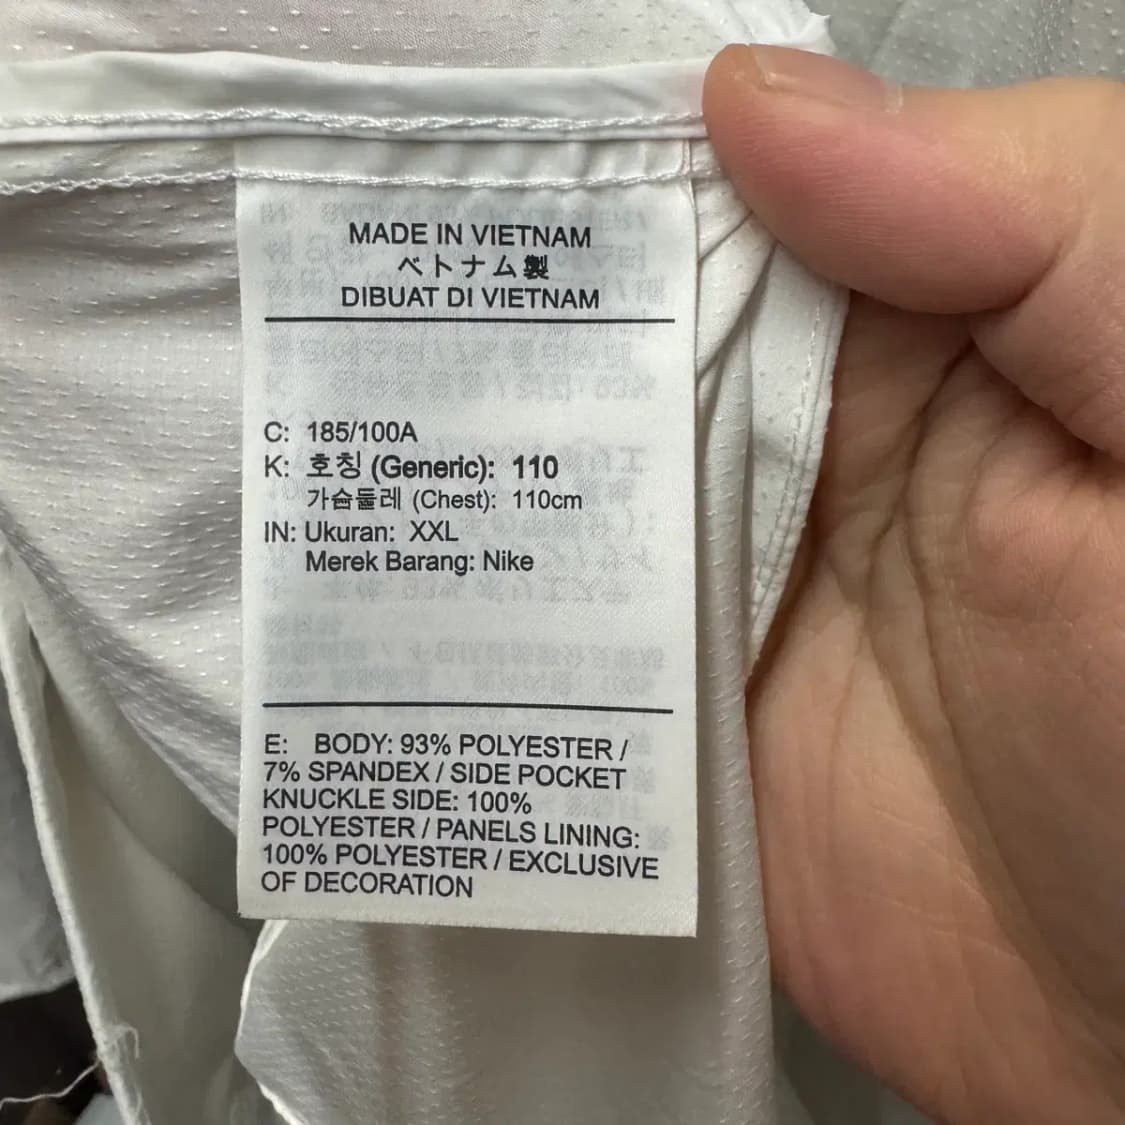 MADE IN VIETNAM
ベトナム製
DIBUAT DI VIETNAM
C: 185/100A
K: 호칭 (Generic): 110
가슴둘레 (Chest): 110cm
IN: Ukuran: XXL
Merek Barang: Nike
E: BODY: 93% POLYESTER /
7% SPANDEX / SIDE POCKET
KNUCKLE SIDE: 100%
POLYESTER / PANELS LINING:
100% POLYESTER / EXCLUSIVE
OF DECORATION